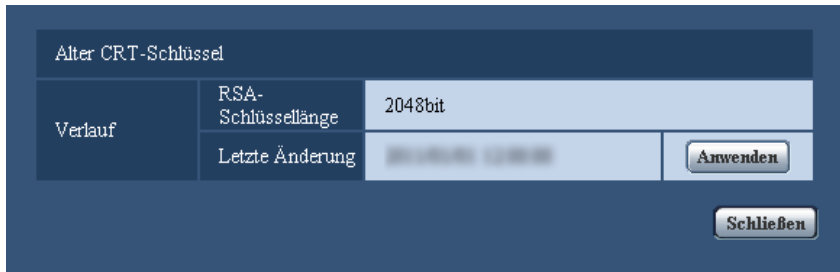 Alter CRT-Schlüssel
Verlauf
RSA-
Schlüssellänge
2048bit
Letzte Änderung
Anwenden
Schließen